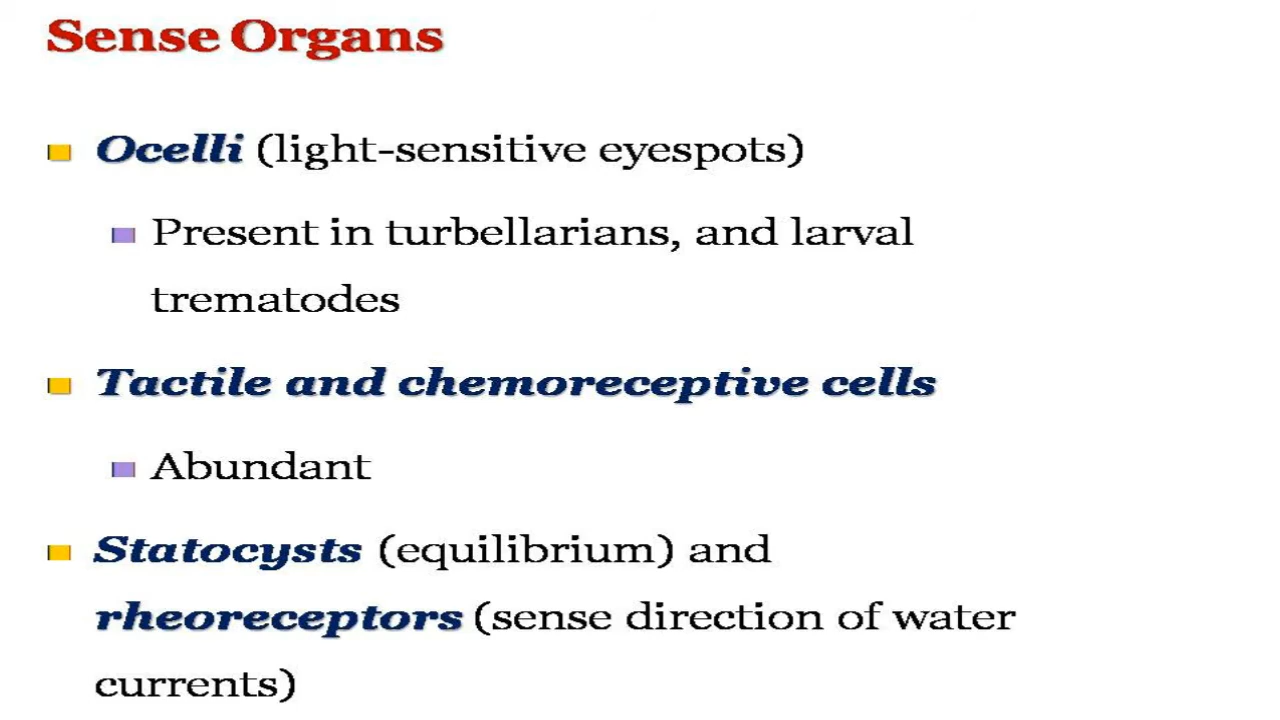 Sense Organs
Ocelli (light-sensitive eyespots)
Present in turbellarians, and larval
trematodes
Tactile and chemoreceptive cells
Abundant
Statocysts (equilibrium) and
rheoreceptors (sense direction of water
currents)